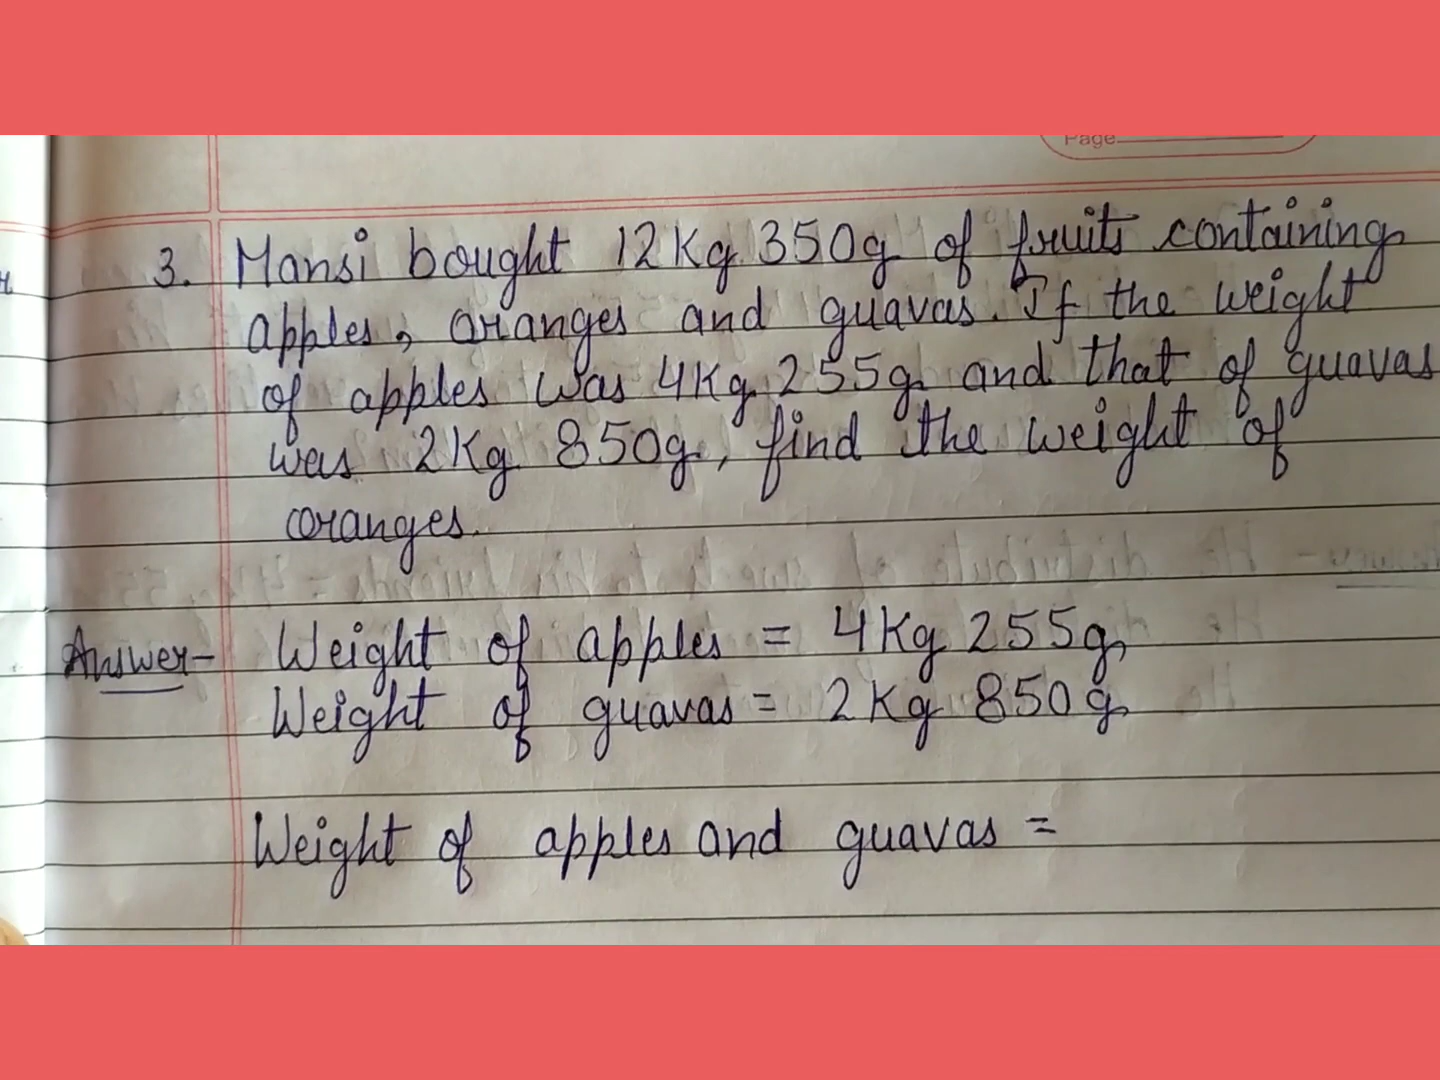 Page
3. Mansi bought 12Kg 350g of fruits containing
apples, oranges and guavas. If the weight
of apples was 4Kg 255g and that of guavas
was 2Kg 850g, find the weight of
oranges.
Answer- Weight of apples = 4Kg 255g
Weight of guavas = 2Kg 850g
Weight of apples and guavas =